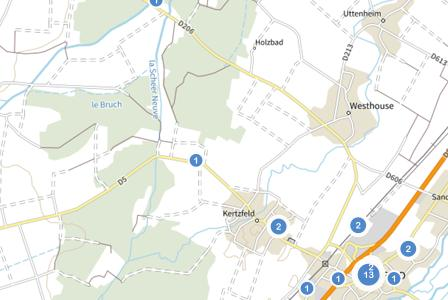 1
Uttenheim
D206
Holzbad
D213
D613
la Scheer Neuve
le Bruch
Westhouse
1
D5
D606
Sand
Kertzfeld
2
2
2
13
1
1
1